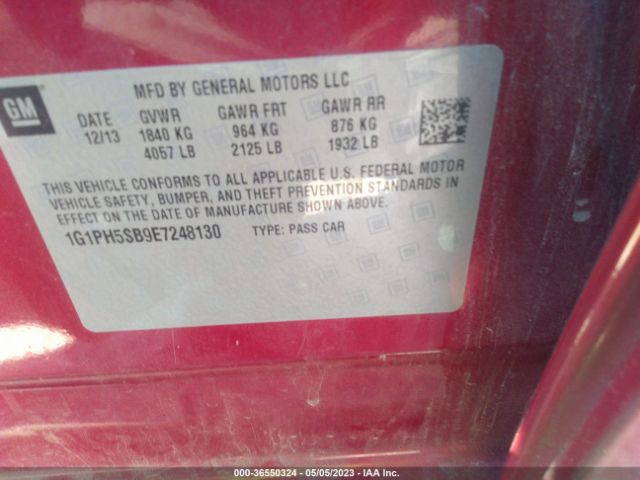 GM
MFD BY GENERAL MOTORS LLC
DATE GVWR GAWR FRT GAWR RR
12/13 1840 KG 964 KG 876 KG
4057 LB 2125 LB 1932 LB
THIS VEHICLE CONFORMS TO ALL APPLICABLE U.S. FEDERAL MOTOR
VEHICLE SAFETY, BUMPER, AND THEFT PREVENTION STANDARDS IN
EFFECT ON THE DATE OF MANUFACTURE SHOWN ABOVE.
1G1PH5SB9E7248130 TYPE: PASS CAR
000-36550324 - 05/05/2023 - IAA Inc.